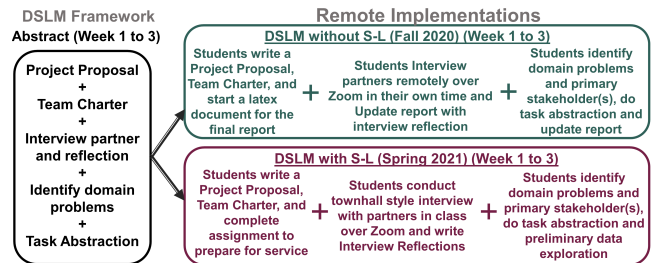 DSLM Framework
Abstract (Week 1 to 3)
Project Proposal
+
Team Charter
+
Interview partner
and reflection
+
Identify domain
problems
+
Task Abstraction
Remote Implementations
DSLM without S-L (Fall 2020) (Week 1 to 3)
Students write a
Project Proposal,
Team Charter, and
start a latex
document for the
final report
+
Students Interview
partners remotely over
Zoom in their own time and
Update report with
interview reflection
+
Students identify
domain problems
and primary
stakeholder(s), do
task abstraction and
update report
DSLM with S-L (Spring 2021) (Week 1 to 3)
Students write a
Project Proposal,
Team Charter, and
complete
assignment to
prepare for service
+
Students conduct
townhall style interview
with partners in class
over Zoom and write
Interview Reflections
+
Students identify
domain problems and
primary stakeholder(s),
do task abstraction and
preliminary data
exploration